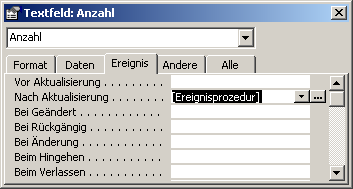 Textfeld: Anzahl
Anzahl
Format Daten Ereignis Andere Alle
Vor Aktualisierung . . . . . . . . . .
Nach Aktualisierung . . . . . . . . . [Ereignisprozedur] ...
Bei Geändert . . . . . . . . . . . . .
Bei Rückgängig . . . . . . . . . . . .
Bei Änderung . . . . . . . . . . . . .
Beim Hingehen . . . . . . . . . . . .
Beim Verlassen . . . . . . . . . . . .